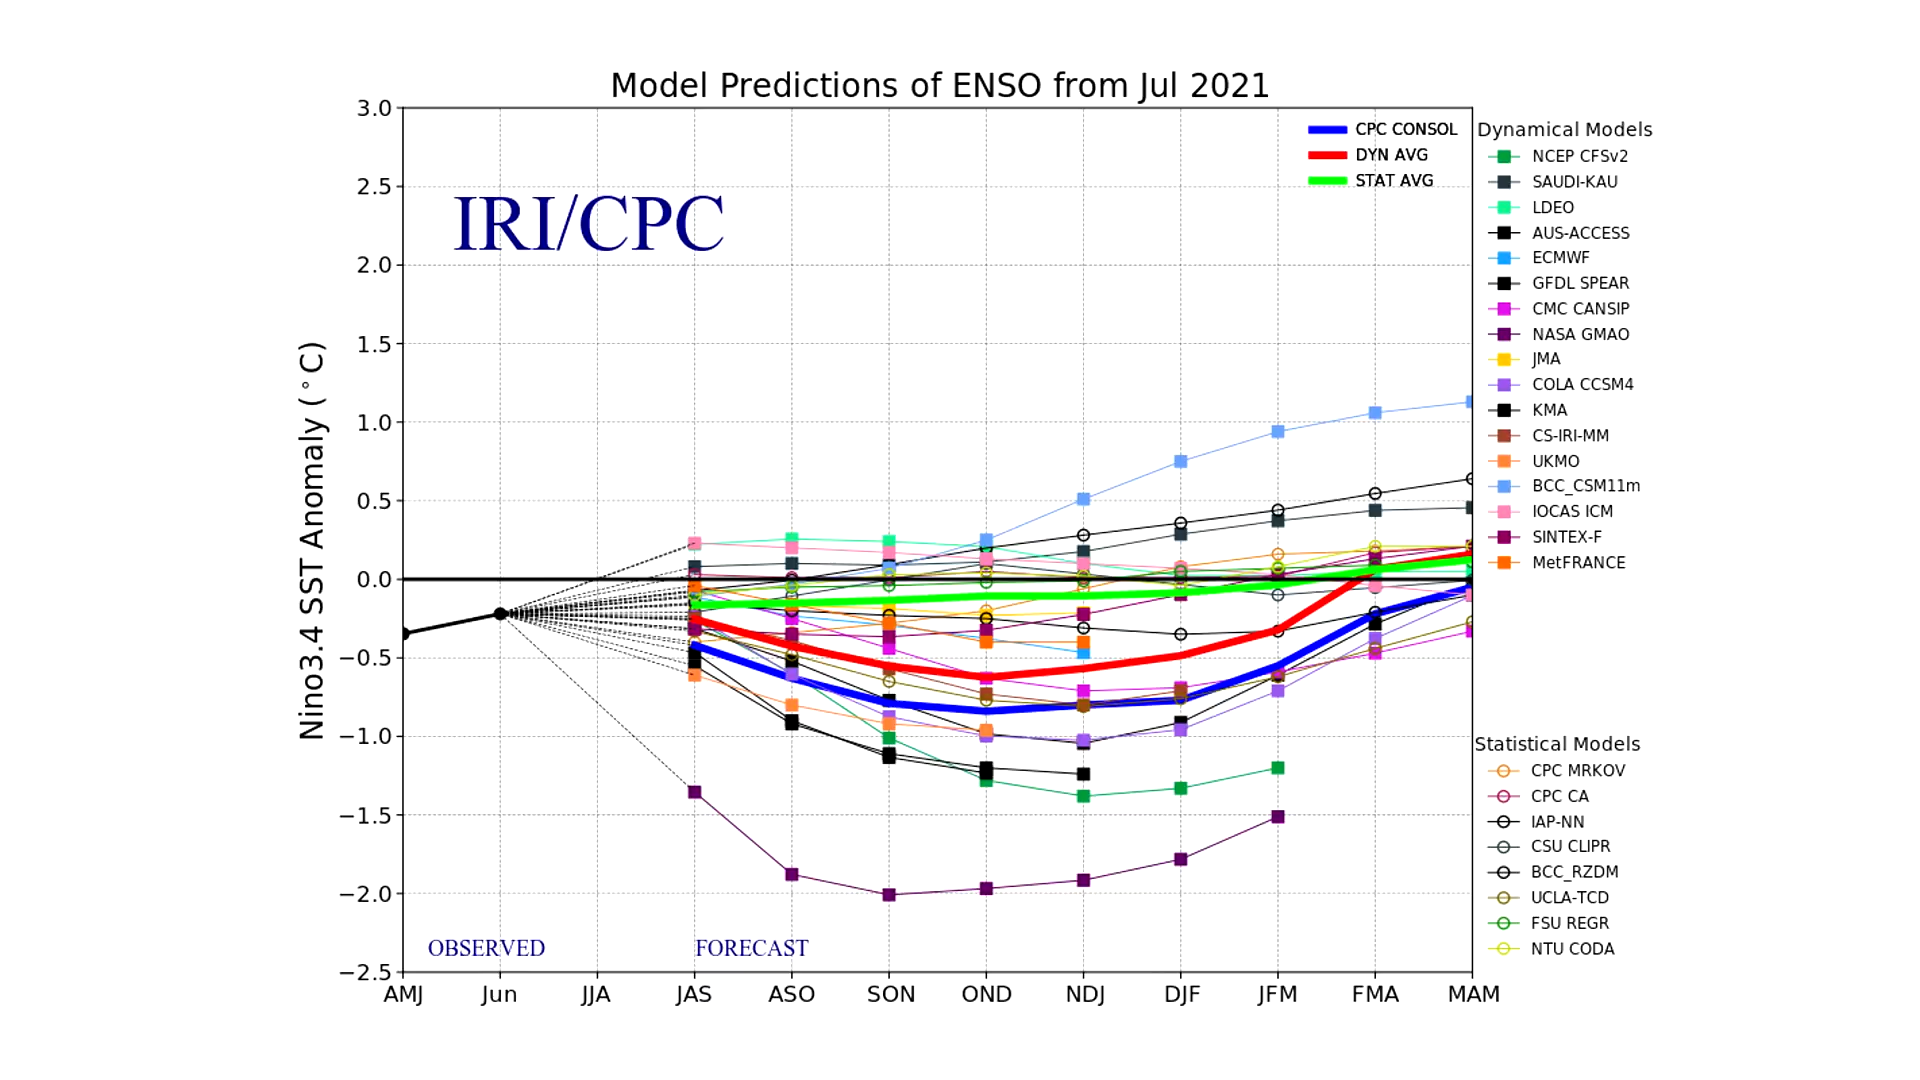 Model Predictions of ENSO from Jul 2021
3.0
2.5
2.0
1.5
1.0
0.5
0.0
−0.5
−1.0
−1.5
−2.0
−2.5
Nino3.4 SST Anomaly (°C)
IRI/CPC
CPC CONSOL
DYN AVG
STAT AVG
OBSERVED
FORECAST
AMJ Jun JJA JAS ASO SON OND NDJ DJF JFM FMA MAM
Dynamical Models
NCEP CFSv2
SAUDI-KAU
LDEO
AUS-ACCESS
ECMWF
GFDL SPEAR
CMC CANSIP
NASA GMAO
JMA
COLA CCSM4
KMA
CS-IRI-MM
UKMO
BCC_CSM11m
IOCAS ICM
SINTEX-F
MetFRANCE
Statistical Models
CPC MRKOV
CPC CA
IAP-NN
CSU CLIPR
BCC_RZDM
UCLA-TCD
FSU REGR
NTU CODA